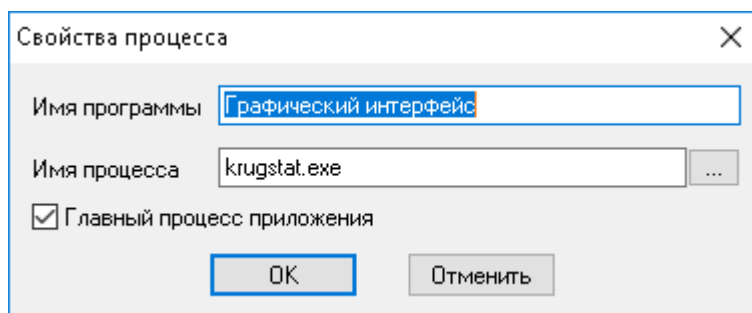 Свойства процесса
Имя программы Графический интерфейс
Имя процесса krugstat.exe ...
Главный процесс приложения
OK Отменить